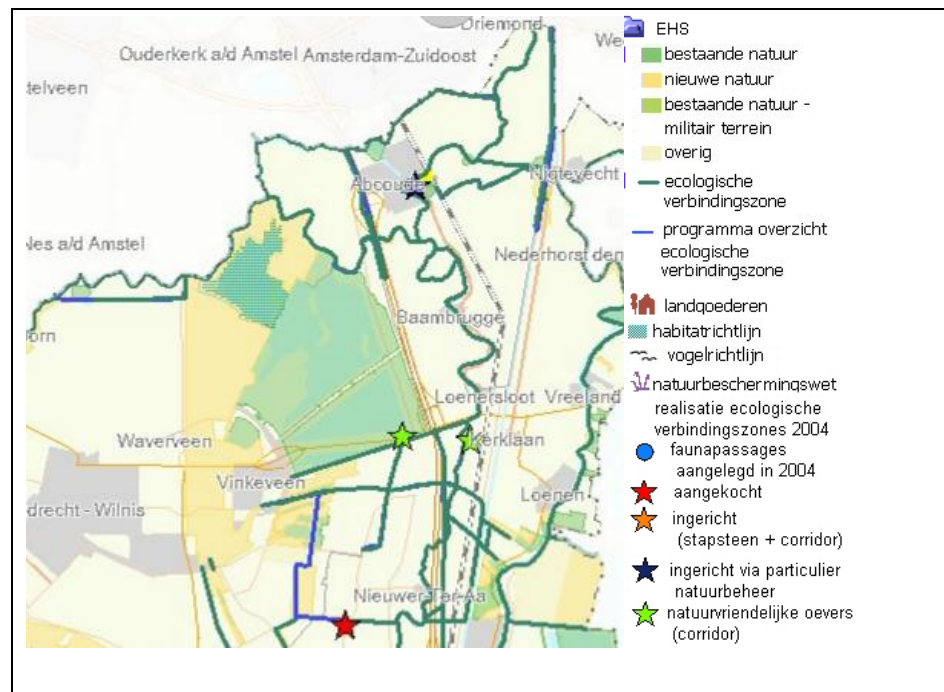 Driemond
Ouderkerk a/d Amstel Amsterdam-Zuidoost
We
telveen
Abcoude
Nigtevecht
Nes a/d Amstel
Nederhorst den
Baambrugge
orn
Loenersloot Vreeland
Waverveen
Kerklaan
Vinkeveen
Loenen
drecht - Wilnis
Nieuwer-Ter-Aa
EHS
bestaande natuur
nieuwe natuur
bestaande natuur -
militair terrein
overig
ecologische
verbindingszone
programma overzicht
ecologische
verbindingszone
landgoederen
habitatrichtlijn
vogelrichtlijn
natuurbeschermingswet
realisatie ecologische
verbindingszones 2004
faunapassages
aangelegd in 2004
aangekocht
ingericht
(stapsteen + corridor)
ingericht via particulier
natuurbeheer
natuurvriendelijke oevers
(corridor)